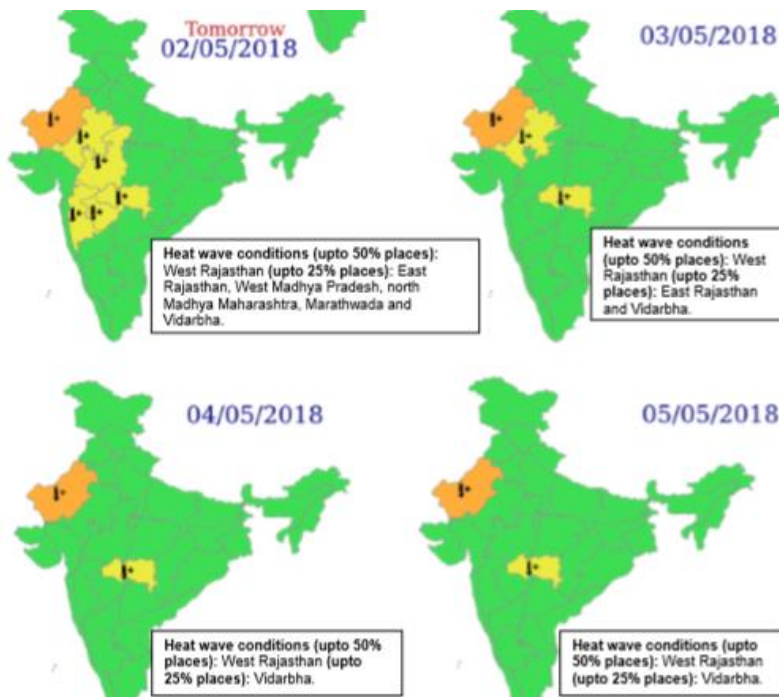 Tomorrow
02/05/2018
03/05/2018
Heat wave conditions (upto 50% places):
West Rajasthan (upto 25% places): East
Rajasthan, West Madhya Pradesh, north
Madhya Maharashtra, Marathwada and
Vidarbha.
Heat wave conditions
(upto 50% places): West
Rajasthan (upto 25%
places): East Rajasthan
and Vidarbha.
04/05/2018
05/05/2018
Heat wave conditions (upto 50%
places): West Rajasthan (upto
25% places): Vidarbha.
Heat wave conditions (upto
50% places): West Rajasthan
(upto 25% places): Vidarbha.